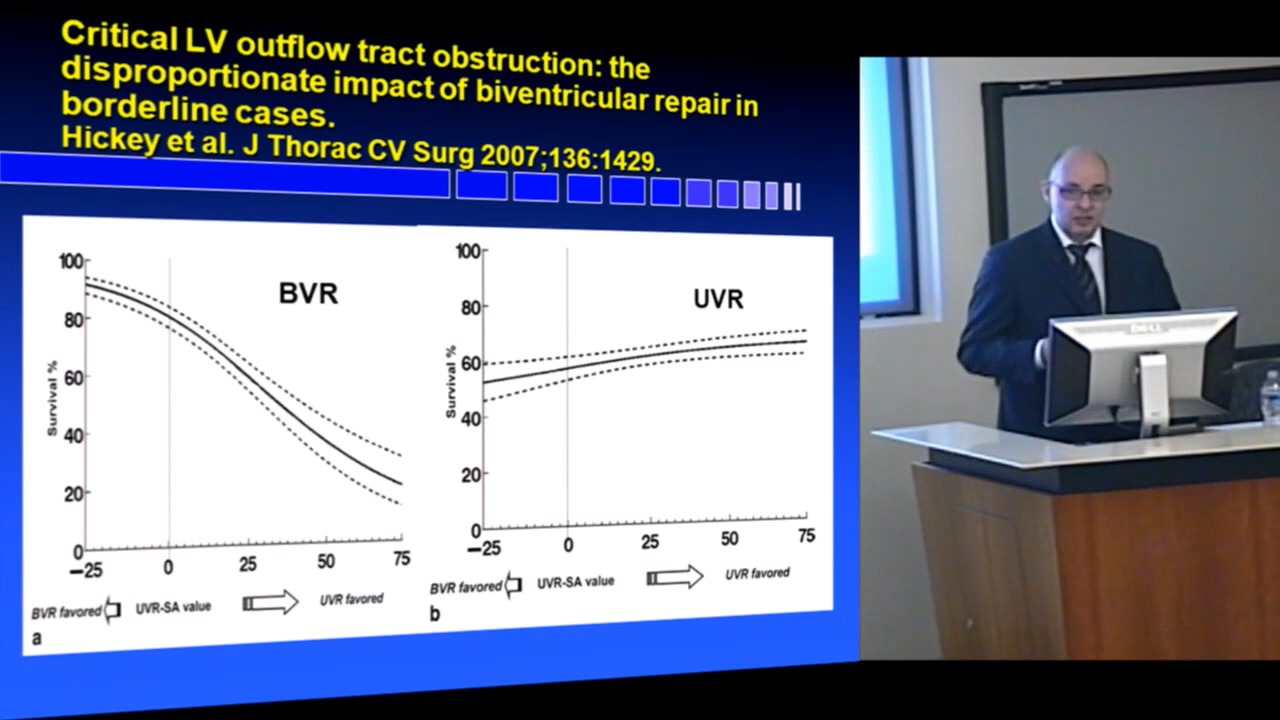 Critical LV outflow tract obstruction: the
disproportionate impact of biventricular repair in
borderline cases.
Hickey et al. J Thorac CV Surg 2007;136:1429.
BVR
100
80
60
40
20
0
Survival %
−25 0 25 50 75
BVR favored UVR-SA value UVR favored
a
UVR
100
80
60
40
20
0
Survival %
−25 0 25 50 75
BVR favored UVR-SA value UVR favored
b
DELL